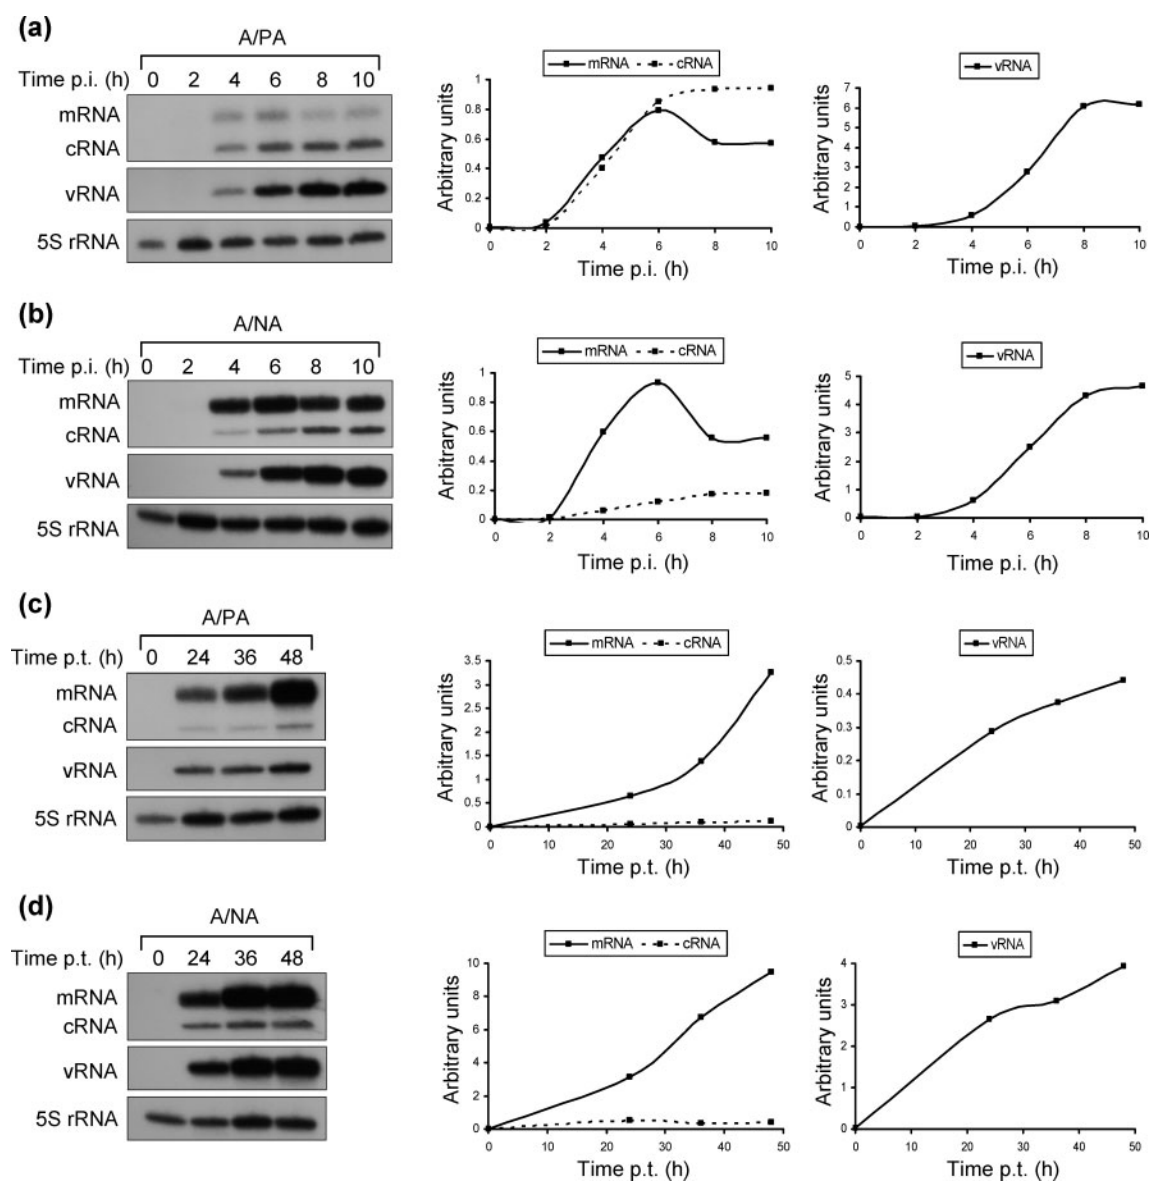 (a)
A/PA
Time p.i. (h) 0 2 4 6 8 10
mRNA
cRNA
vRNA
5S rRNA
mRNA cRNA
Arbitrary units
1
0.8
0.6
0.4
0.2
0
0 2 4 6 8 10
Time p.i. (h)
vRNA
Arbitrary units
7
6
5
4
3
2
1
0
0 2 4 6 8 10
Time p.i. (h)
(b)
A/NA
Time p.i. (h) 0 2 4 6 8 10
mRNA
cRNA
vRNA
5S rRNA
mRNA cRNA
Arbitrary units
1
0.8
0.6
0.4
0.2
0
0 2 4 6 8 10
Time p.i. (h)
vRNA
Arbitrary units
5
4
3
2
1
0
0 2 4 6 8 10
Time p.i. (h)
(c)
A/PA
Time p.t. (h) 0 24 36 48
mRNA
cRNA
vRNA
5S rRNA
mRNA cRNA
Arbitrary units
3.5
3
2.5
2
1.5
1
0.5
0
0 10 20 30 40 50
Time p.t. (h)
vRNA
Arbitrary units
0.5
0.4
0.3
0.2
0.1
0
0 10 20 30 40 50
Time p.t. (h)
(d)
A/NA
Time p.t. (h) 0 24 36 48
mRNA
cRNA
vRNA
5S rRNA
mRNA cRNA
Arbitrary units
10
8
6
4
2
0
0 10 20 30 40 50
Time p.t. (h)
vRNA
Arbitrary units
4
3
2
1
0
0 10 20 30 40 50
Time p.t. (h)